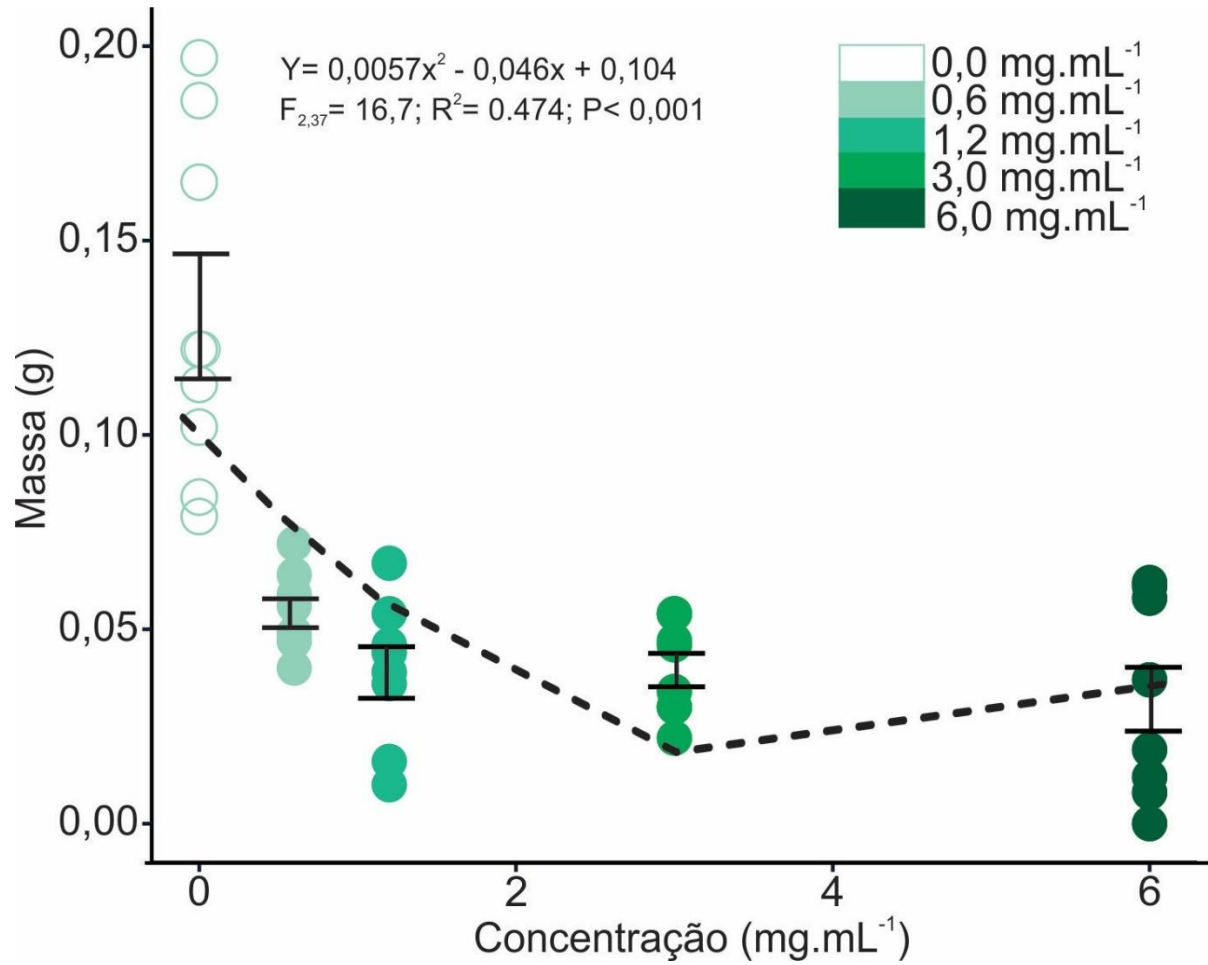 Y= 0,0057x² - 0,046x + 0,104
F₂,₃₇= 16,7; R²= 0.474; P< 0,001
0,0 mg.mL⁻¹
0,6 mg.mL⁻¹
1,2 mg.mL⁻¹
3,0 mg.mL⁻¹
6,0 mg.mL⁻¹
Massa (g)
0,20
0,15
0,10
0,05
0,00
0 2 4 6
Concentração (mg.mL⁻¹)